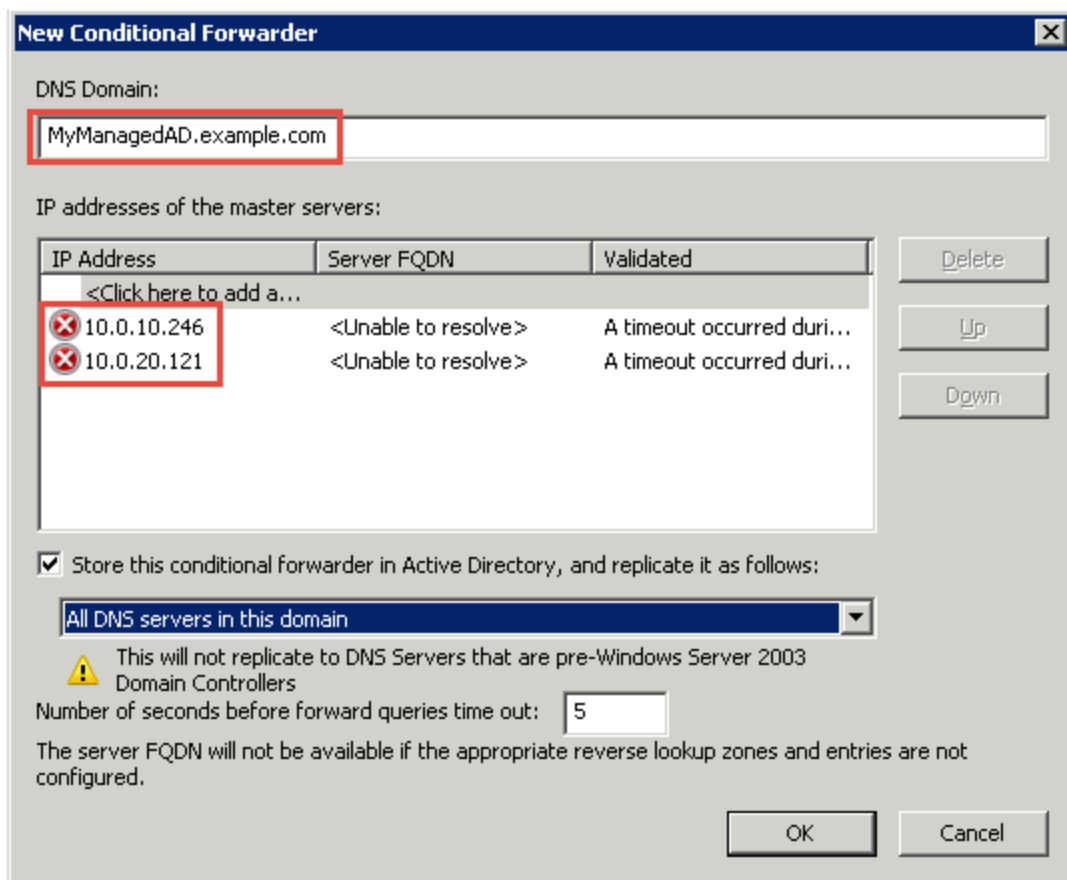 New Conditional Forwarder
DNS Domain:
MyManagedAD.example.com
IP addresses of the master servers:
IP Address Server FQDN Validated Delete
<Click here to add a...
10.0.10.246 <Unable to resolve> A timeout occurred duri... Up
10.0.20.121 <Unable to resolve> A timeout occurred duri...
Down
Store this conditional forwarder in Active Directory, and replicate it as follows:
All DNS servers in this domain
This will not replicate to DNS Servers that are pre-Windows Server 2003
Domain Controllers
Number of seconds before forward queries time out: 5
The server FQDN will not be available if the appropriate reverse lookup zones and entries are not
configured.
OK Cancel